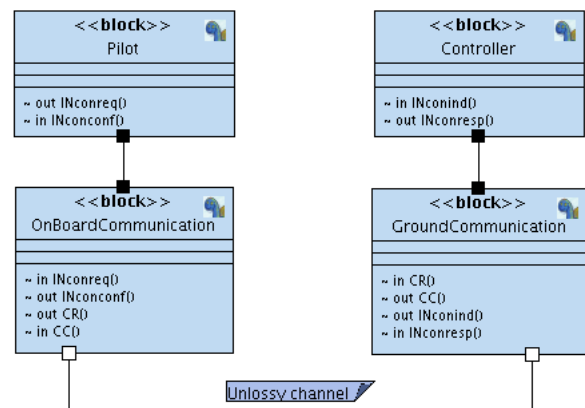 <<block>>
Pilot
~ out INconreq()
~ in INconconf()
<<block>>
Controller
~ in INconind()
~ out INconresp()
<<block>>
OnBoardCommunication
~ in INconreq()
~ out INconconf()
~ out CR()
~ in CC()
<<block>>
GroundCommunication
~ in CR()
~ out CC()
~ out INconind()
~ in INconresp()
Unlossy channel